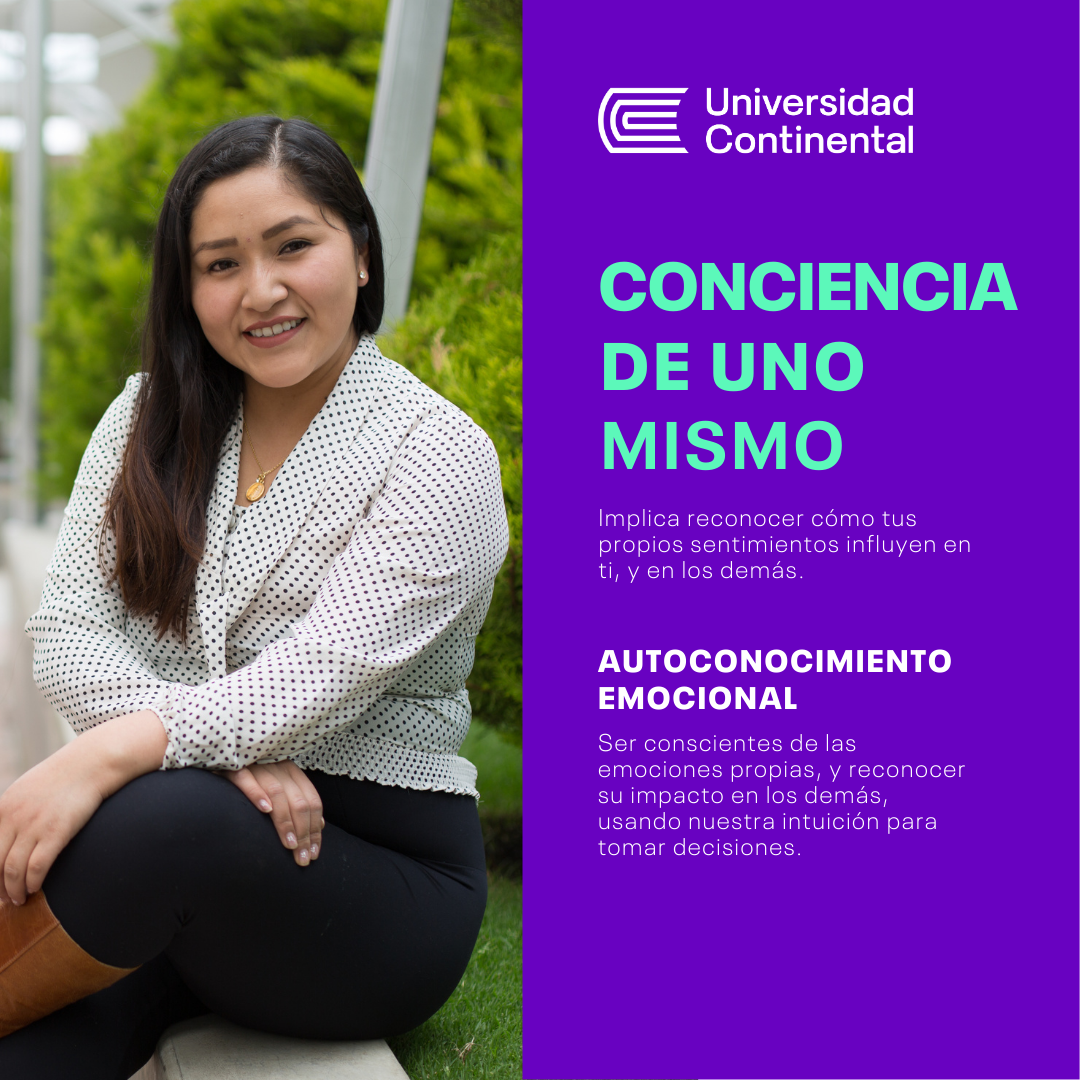 Universidad
Continental
CONCIENCIA
DE UNO
MISMO
Implica reconocer cómo tus
propios sentimientos influyen en
ti, y en los demás.
AUTOCONOCIMIENTO
EMOCIONAL
Ser conscientes de las
emociones propias, y reconocer
su impacto en los demás,
usando nuestra intuición para
tomar decisiones.